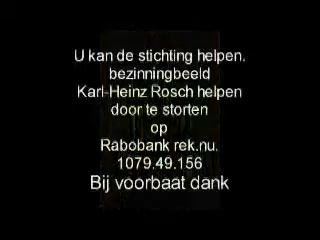 U kan de stichting helpen.
bezinningbeeld
Karl-Heinz Rosch helpen
door te storten
op
Rabobank rek.nu.
1079.49.156
Bij voorbaat dank